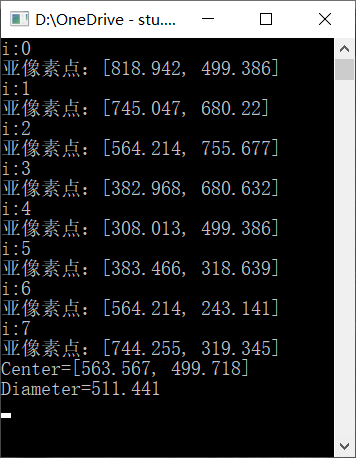 D:\OneDrive - stu....
i:0
亚像素点：[818.942, 499.386]
i:1
亚像素点：[745.047, 680.22]
i:2
亚像素点：[564.214, 755.677]
i:3
亚像素点：[382.968, 680.632]
i:4
亚像素点：[308.013, 499.386]
i:5
亚像素点：[383.466, 318.639]
i:6
亚像素点：[564.214, 243.141]
i:7
亚像素点：[744.255, 319.345]
Center=[563.567, 499.718]
Diameter=511.441